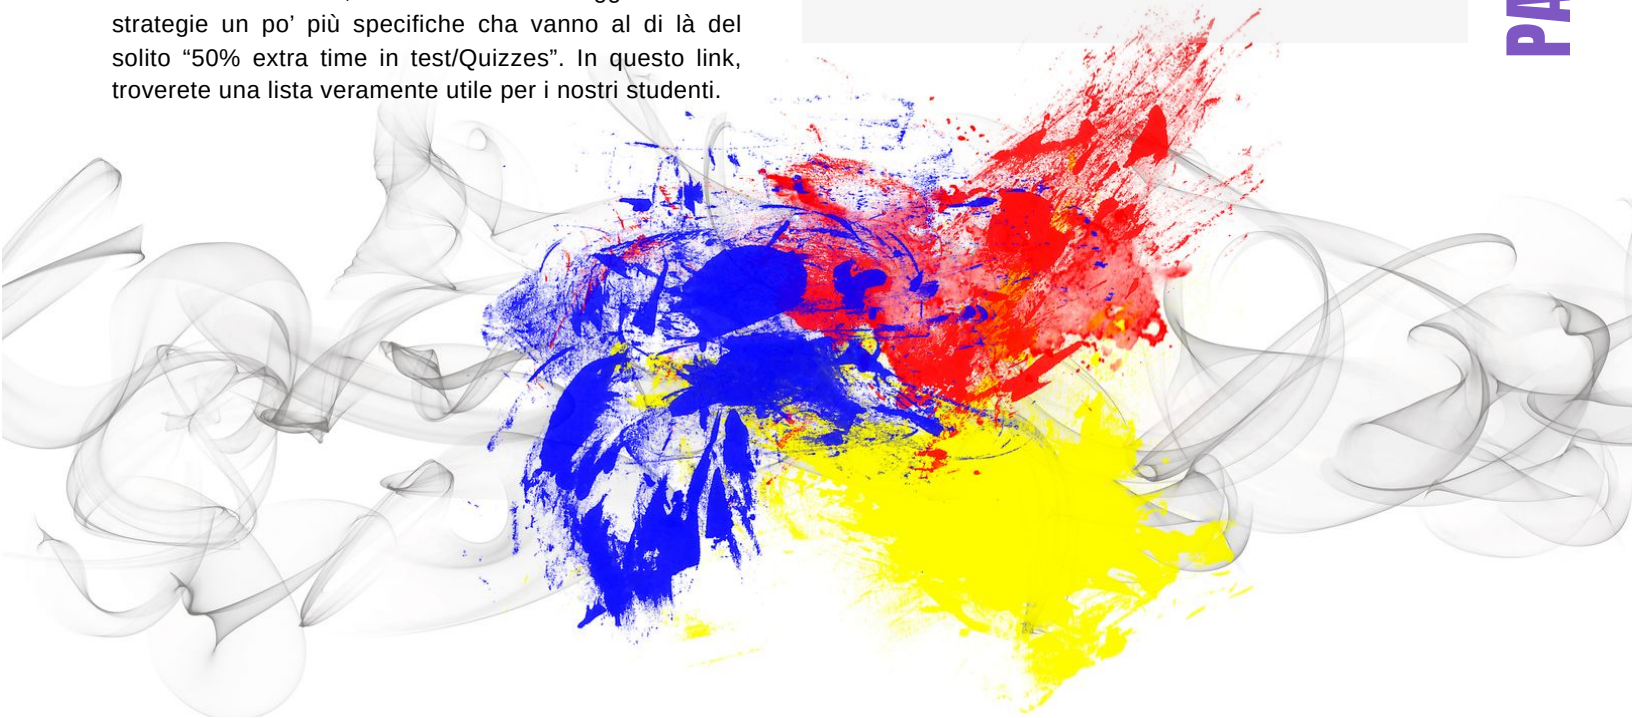 strategie un po’ più specifiche cha vanno al di là del
solito “50% extra time in test/Quizzes”. In questo link,
troverete una lista veramente utile per i nostri studenti.
PA